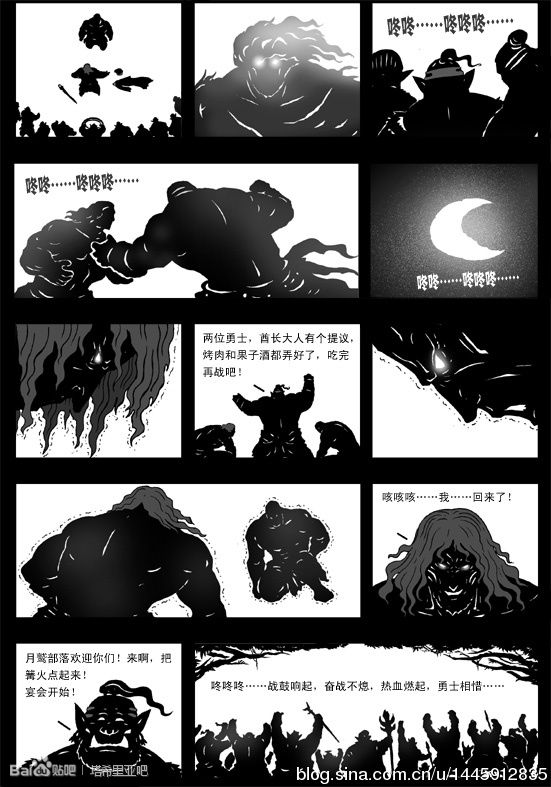 咚咚……咚咚咚……
咚咚……咚咚咚……
咚咚……咚咚咚……
两位勇士，酋长大人有个提议，
烤肉和果子酒都弄好了，吃完
再战吧！
咳咳咳……我……回来了！
月鹫部落欢迎你们！来啊，把
篝火点起来！
宴会开始！
咚咚咚……战鼓响起，奋战不熄，热血燃起，勇士相惜……
Bai du 贴吧 | 塔希里亚吧
blog.sina.com.cn/u/1445912835